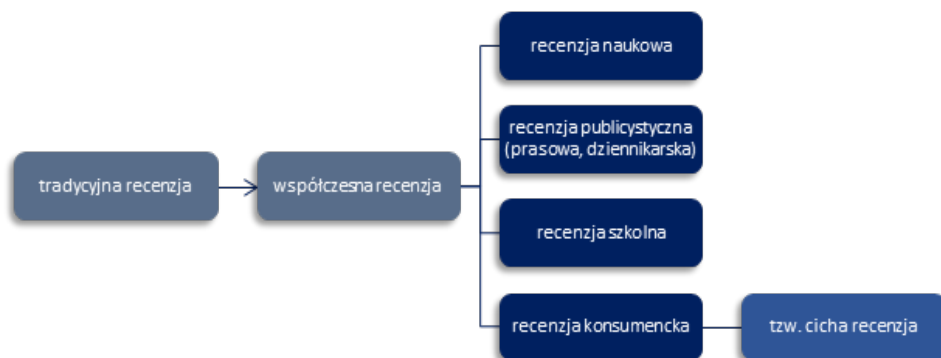 recenzja naukowa
recenzja publicystyczna
(prasowa, dziennikarska)
tradycyjna recenzja
współczesna recenzja
recenzja szkolna
recenzja konsumencka
tzw. cicha recenzja